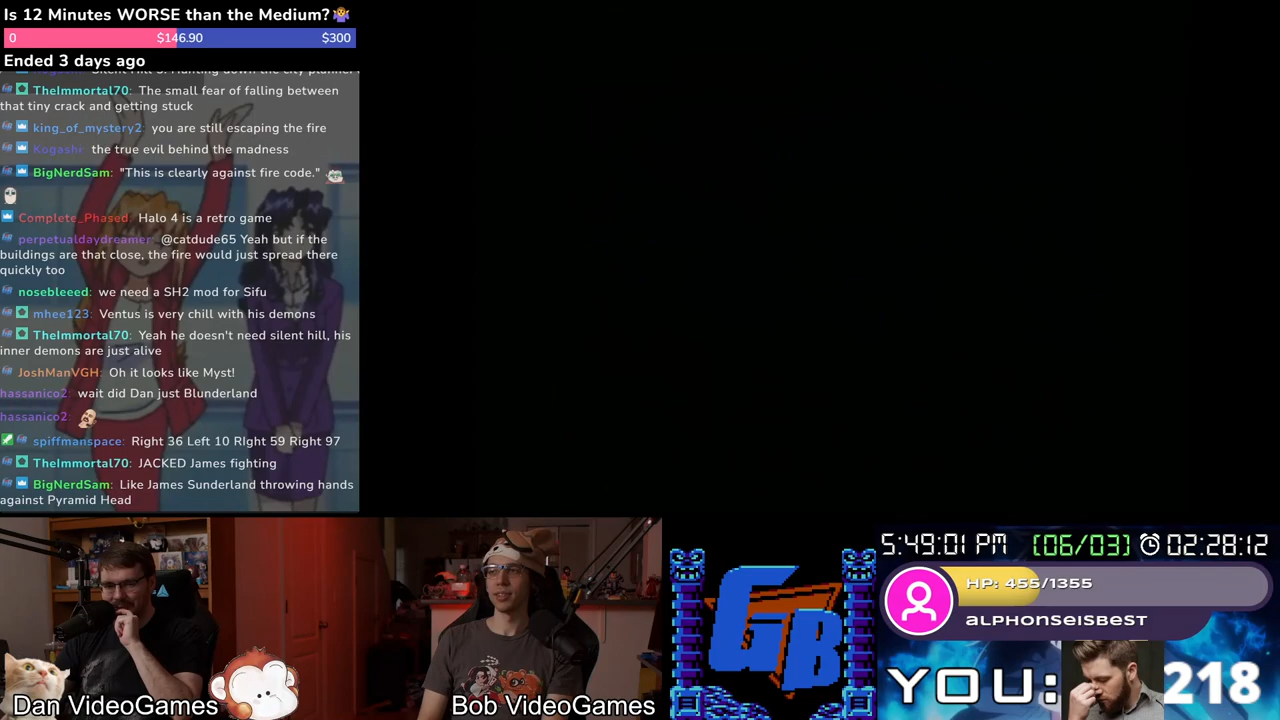 Is 12 Minutes WORSE than the Medium?
0 $146.90 $300
Ended 3 days ago
TheImmortal70: The small fear of falling between
that tiny crack and getting stuck
king_of_mystery2: you are still escaping the fire
Kogashi: the true evil behind the madness
BigNerdSam: "This is clearly against fire code."
Complete_Phased: Halo 4 is a retro game
perpetualdaydreamer: @catdude65 Yeah but if the
buildings are that close, the fire would just spread there
quickly too
nosebleeed: we need a SH2 mod for Sifu
mhee123: Ventus is very chill with his demons
TheImmortal70: Yeah he doesn't need silent hill, his
inner demons are just alive
JoshManVGH: Oh it looks like Myst!
hassanico2: wait did Dan just Blunderland
hassanico2:
spiffmanspace: Right 36 Left 10 RIght 59 Right 97
TheImmortal70: JACKED James fighting
BigNerdSam: Like James Sunderland throwing hands
against Pyramid Head
Dan VideoGames
Bob VideoGames
GB
5:49:01 PM [06/03] 02:28:12
HP: 455/1355
aLPHONSeISBeST
YOU: 218